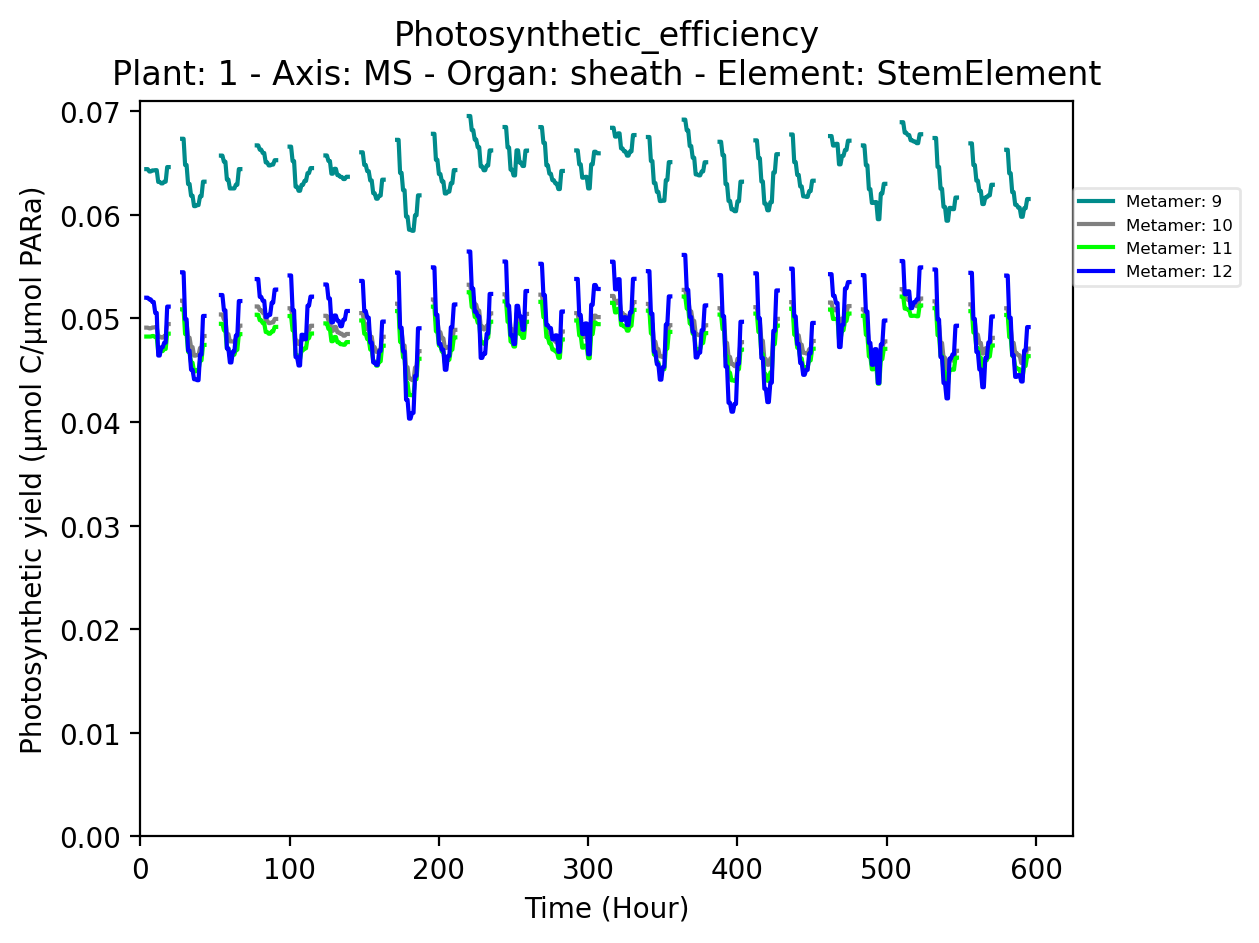 Photosynthetic_efficiency
Plant: 1 - Axis: MS - Organ: sheath - Element: StemElement
Photosynthetic yield (µmol C/µmol PARa)
0.07
0.06
0.05
0.04
0.03
0.02
0.01
0.00
0
100
200
300
400
500
600
Time (Hour)
Metamer: 9
Metamer: 10
Metamer: 11
Metamer: 12